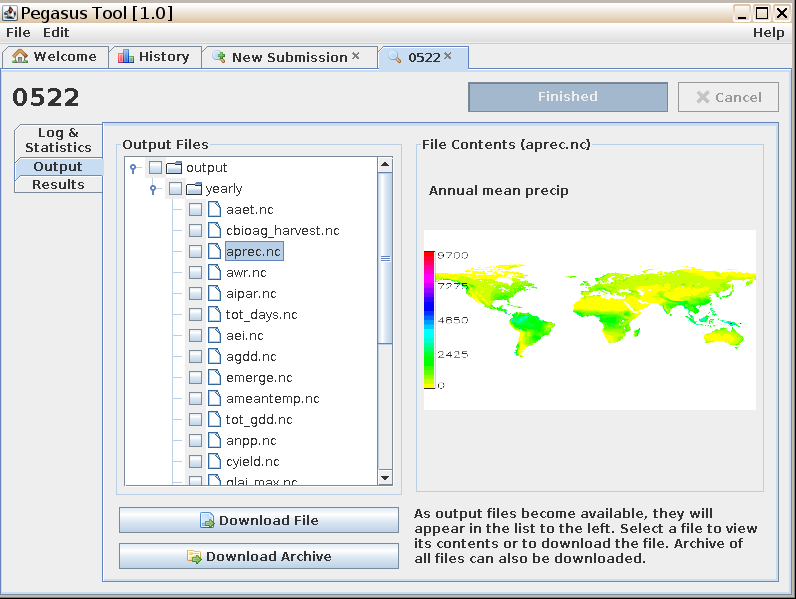 Pegasus Tool [1.0]
File Edit Help
Welcome History New Submission 0522
0522
Finished
Cancel
Log &
Statistics
Output
Results
Output Files
output
yearly
aaet.nc
cbioag_harvest.nc
aprec.nc
awr.nc
aipar.nc
tot_days.nc
aei.nc
agdd.nc
emerge.nc
ameantemp.nc
tot_gdd.nc
anpp.nc
cyield.nc
glai_max.nc
Download File
Download Archive
File Contents (aprec.nc)
Annual mean precip
9700
7275
4850
2425
0
As output files become available, they will
appear in the list to the left. Select a file to view
its contents or to download the file. Archive of
all files can also be downloaded.